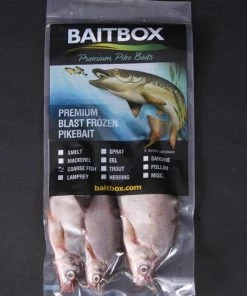 BAITBOX
Premium Pike Baits
PREMIUM
BLAST FROZEN
PIKEBAIT
SMELT
MACKEREL
COARSE FISH
LAMPREY
SPRAT
EEL
TROUT
HERRING
SARDINE
POLLAN
MISC.
baitbox.com